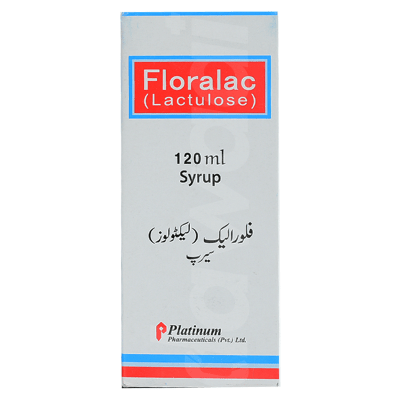 Floralac
(Lactulose)
120 ml
Syrup
فلورالیک (لیکٹولوز)
سیرپ
Platinum
Pharmaceuticals (Pvt.) Ltd.